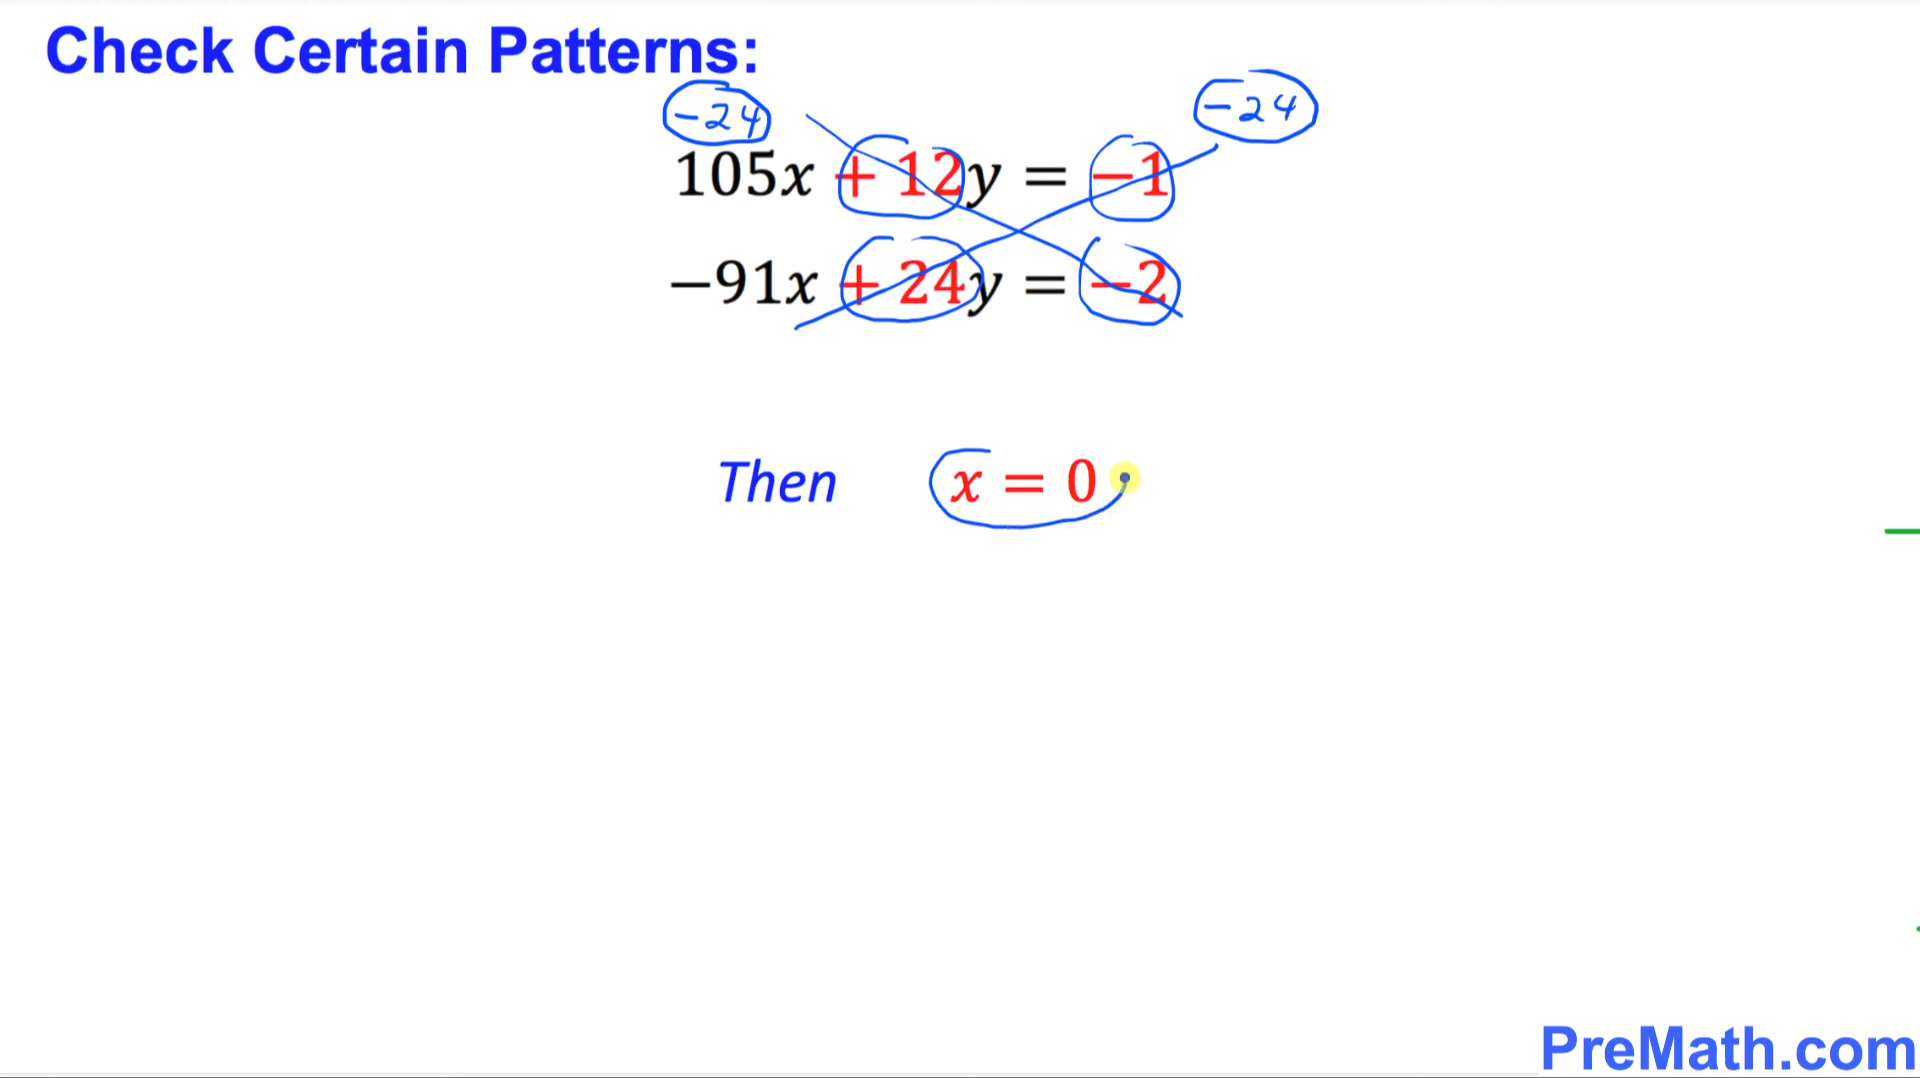 Check Certain Patterns:
-24 -24
105x + 12y = -1
-91x + 24y = -2
Then x = 0
PreMath.com